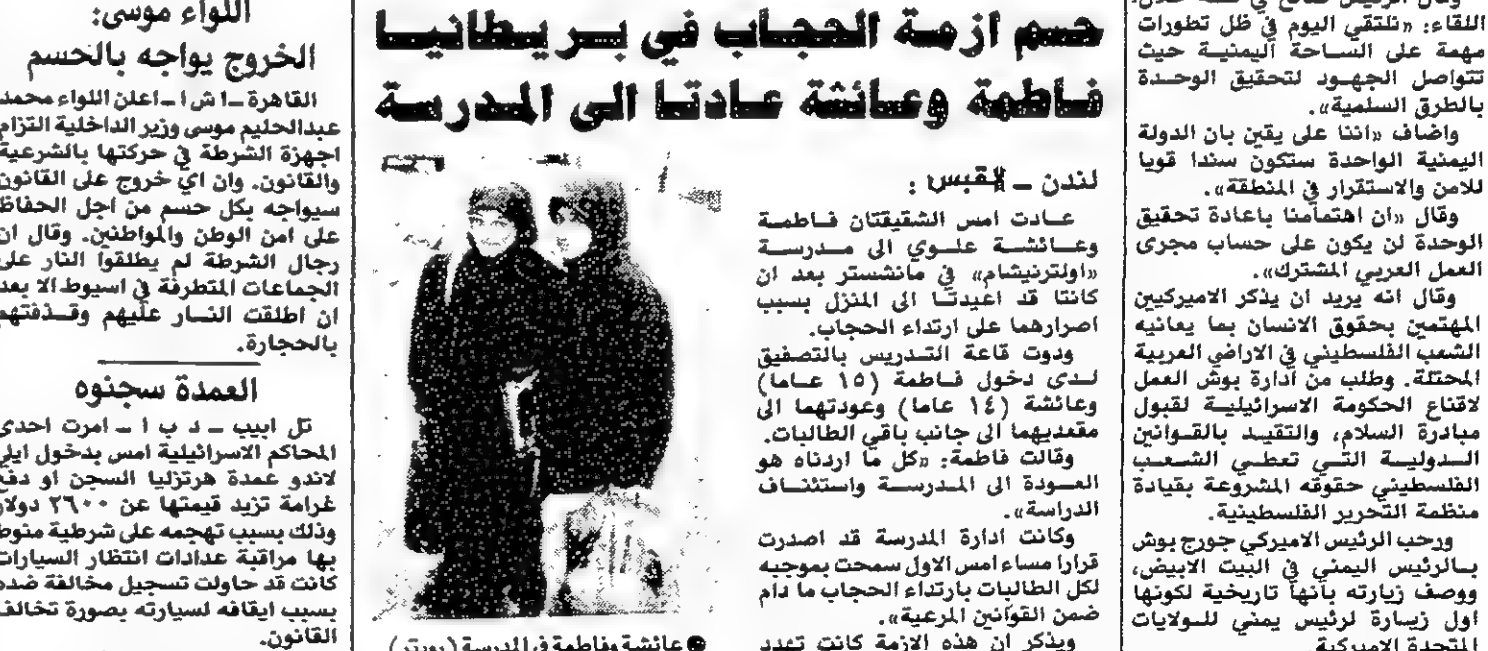 وقال الرئيس صالح في
اللقاء: «نلتقي اليوم في ظل تطورات
مهمة على الساحة اليمنية حيث
تتواصل الجهود لتحقيق الوحدة
بالطرق السلمية».
واضاف «اننا على يقين بان الدولة
اليمنية الواحدة ستكون سندا قويا
للامن والاستقرار في المنطقة».
وقال «ان اهتمامنا باعادة تحقيق
الوحدة لن يكون على حساب مجرى
العمل العربي المشترك».
وقال انه يريد ان يذكر الاميركيين
المهتمين بحقوق الانسان بما يعانيه
الشعب الفلسطيني في الاراضي العربية
المحتلة. وطلب من أدارة بوش العمل
لاقناع الحكومة الاسرائيلية لقبول
مبادرة السلام، والتقيد بالقوانين
الدولية التي تعطي الشعب
الفلسطيني حقوقه المشروعة بقيادة
منظمة التحرير الفلسطينية.
ورحب الرئيس الاميركي جورج بوش
بالرئيس اليمني في البيت الابيض،
ووصف زيارته بانها تاريخية لكونها
اول زيارة لرئيس يمني للولايات
المتحدة الاميركية.
حسم ازمة الحجاب في بريطانيا
فاطمة وعائشة عادتا الى المدرسة
لندن - القبس :
عادت امس الشقيقتان فاطمة
وعائشة علوي الى مدرسة
«اولترنيشام» في مانشستر بعد ان
كانتا قد اعيدتا الى المنزل بسبب
اصرارهما على ارتداء الحجاب.
ودوت قاعة التدريس بالتصفيق
لدى دخول فاطمة (١٥ عاما)
وعائشة (١٤ عاما) وعودتهما الى
مقعديهما الى جانب باقي الطالبات.
وقالت فاطمة: «كل ما اردناه هو
العودة الى المدرسة واستئناف
الدراسة».
وكانت ادارة المدرسة قد اصدرت
قرارا مساء امس الاول سمحت بموجبه
لكل الطالبات بارتداء الحجاب ما دام
ضمن القوانين المرعية».
ويذكر ان هذه الازمة كانت تهدد
● عائشة وفاطمة في المدرسة (رويتر)
اللواء موسى:
الخروج يواجه بالحسم
القاهرة ـ ا ش ا ـ اعلن اللواء محمد
عبدالحليم موسى وزير الداخلية التزام
اجهزة الشرطة في حركتها بالشرعية
والقانون. وان اي خروج على القانون
سيواجه بكل حسم من اجل الحفاظ
على امن الوطن والمواطنين. وقال ان
رجال الشرطة لم يطلقوا النار على
الجماعات المتطرفة في اسيوط الا بعد
ان اطلقت النار عليهم وقذفتهم
بالحجارة.
العمدة سجنوه
تل ابيب ـ د ب ا ـ امرت احدى
المحاكم الاسرائيلية امس بدخول ايلي
لاندو عمدة هرتزليا السجن او دفع
غرامة تزيد قيمتها عن ٢٦٠٠ دولار
وذلك بسبب تهجمه على شرطية منوط
بها مراقبة عدادات انتظار السيارات
كانت قد حاولت تسجيل مخالفة ضده
بسبب ايقافه لسيارته بصورة تخالف
القانون.